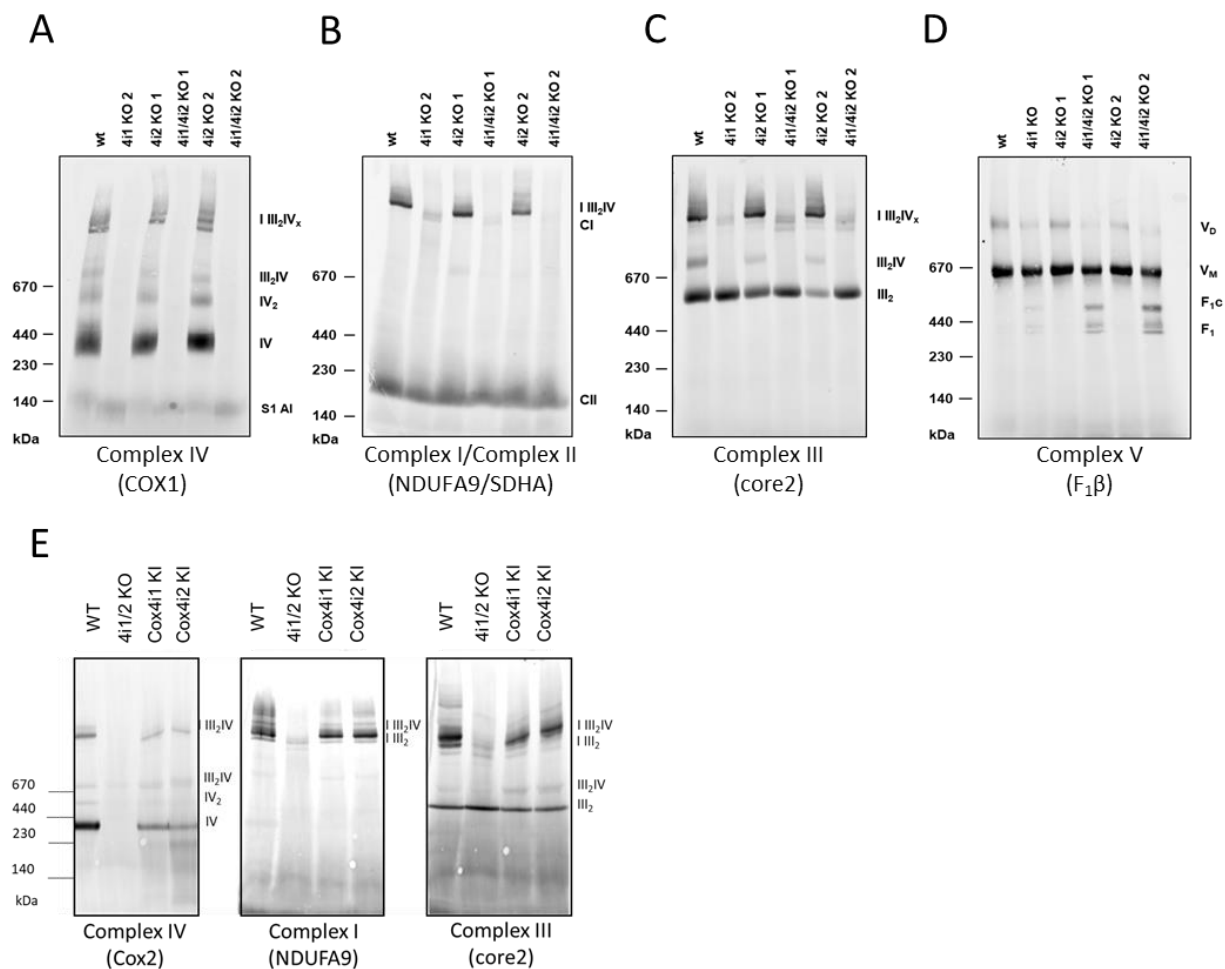 A
wt
4i1 KO 2
4i2 KO 1
4i1/4i2 KO 1
4i2 KO 2
4i1/4i2 KO 2
670
440
230
140
kDa
I III₂IVₓ
III₂IV
IV₂
IV
S1 AI
Complex IV
(COX1)
B
wt
4i1 KO 2
4i2 KO 1
4i1/4i2 KO 1
4i2 KO 2
4i1/4i2 KO 2
670
440
230
140
kDa
I III₂IV
CI
CII
Complex I/Complex II
(NDUFA9/SDHA)
C
wt
4i1 KO 2
4i2 KO 1
4i1/4i2 KO 1
4i2 KO 2
4i1/4i2 KO 2
670
440
230
140
kDa
I III₂IVₓ
III₂IV
III₂
Complex III
(core2)
D
wt
4i1 KO
4i2 KO 1
4i1/4i2 KO 1
4i2 KO 2
4i1/4i2 KO 2
670
440
230
140
kDa
V_D
V_M
F₁c
F₁
Complex V
(F₁β)
E
WT
4i1/2 KO
Cox4i1 KI
Cox4i2 KI
670
440
230
140
kDa
I III₂IV
III₂IV
IV₂
IV
Complex IV
(Cox2)
WT
4i1/2 KO
Cox4i1 KI
Cox4i2 KI
I III₂IV
I III₂
Complex I
(NDUFA9)
WT
4i1/2 KO
Cox4i1 KI
Cox4i2 KI
I III₂IV
I III₂
III₂IV
III₂
Complex III
(core2)